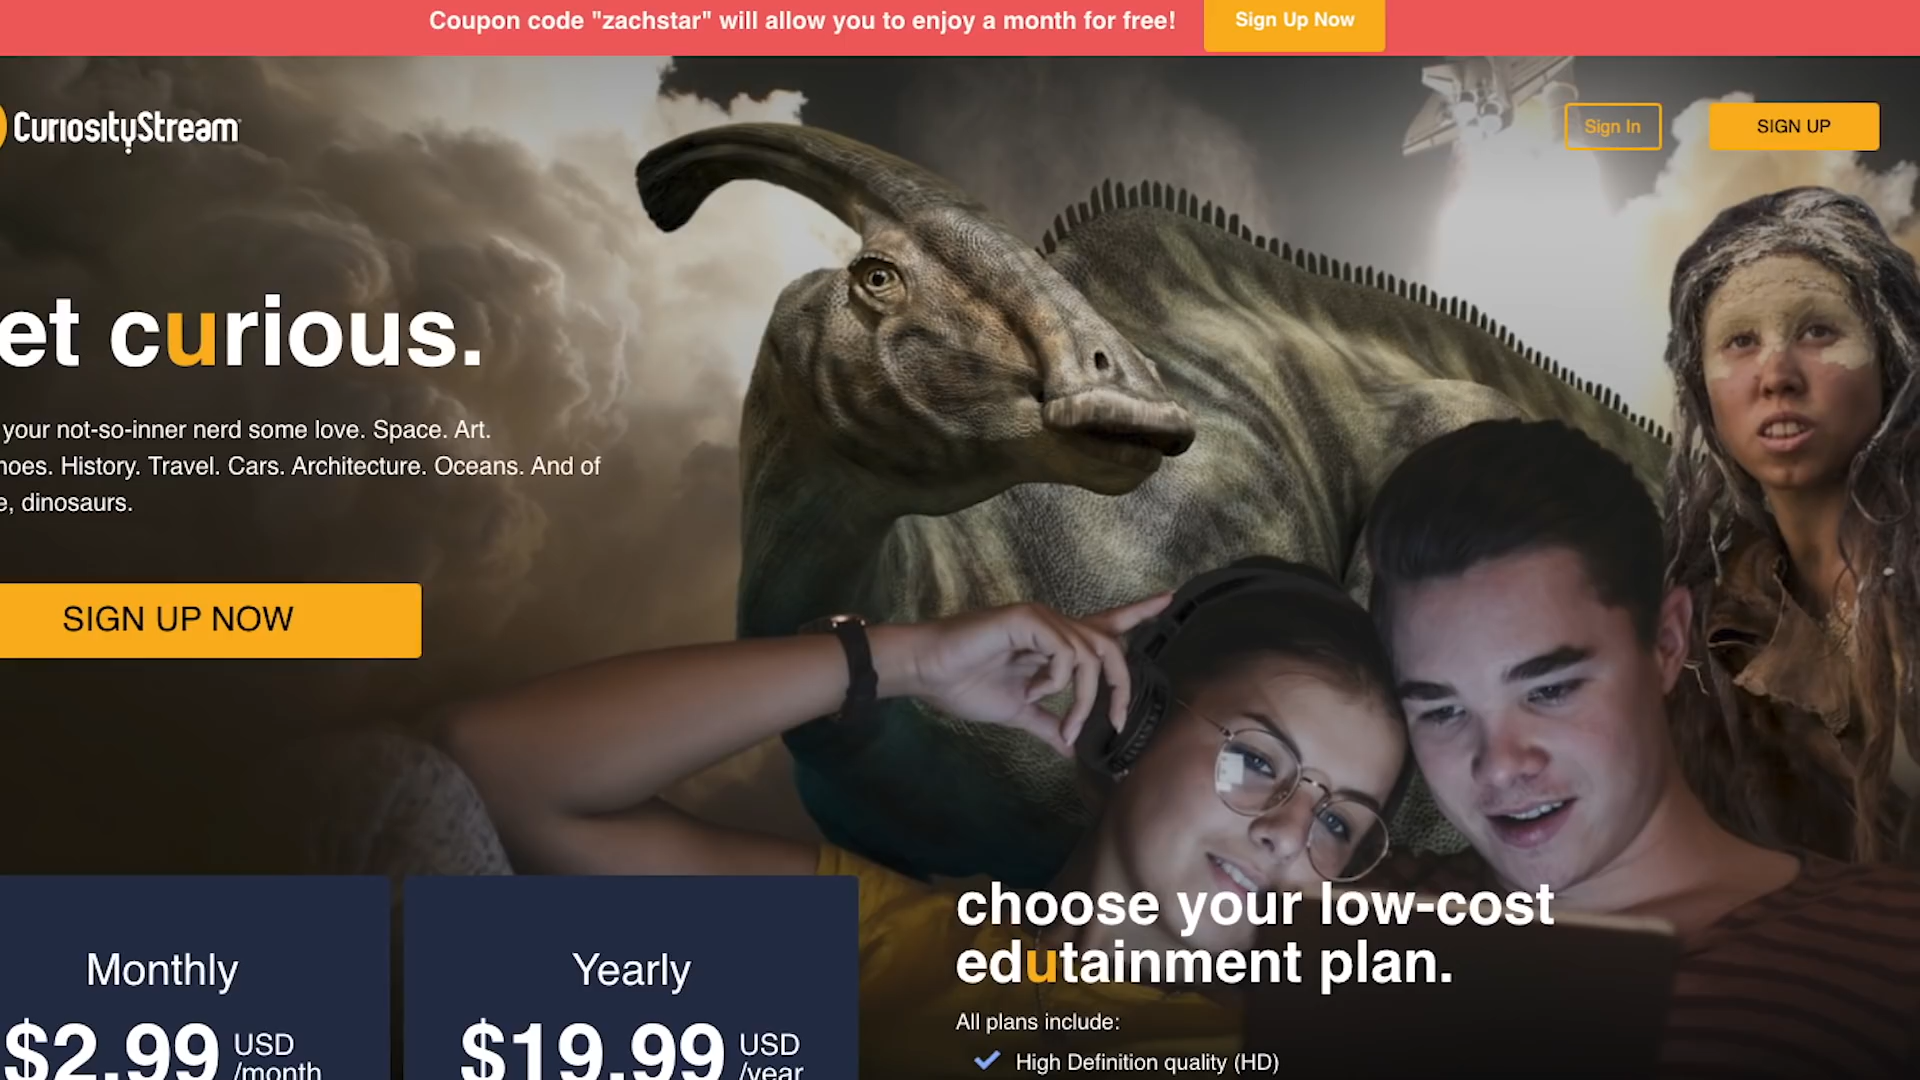 Coupon code "zachstar" will allow you to enjoy a month for free!
Sign Up Now
CuriosityStream
Sign In
SIGN UP
et curious.
your not-so-inner nerd some love. Space. Art.
hoes. History. Travel. Cars. Architecture. Oceans. And of
e, dinosaurs.
SIGN UP NOW
Monthly
$2.99 USD
/month
Yearly
$19.99 USD
/year
choose your low-cost
edutainment plan.
All plans include:
High Definition quality (HD)